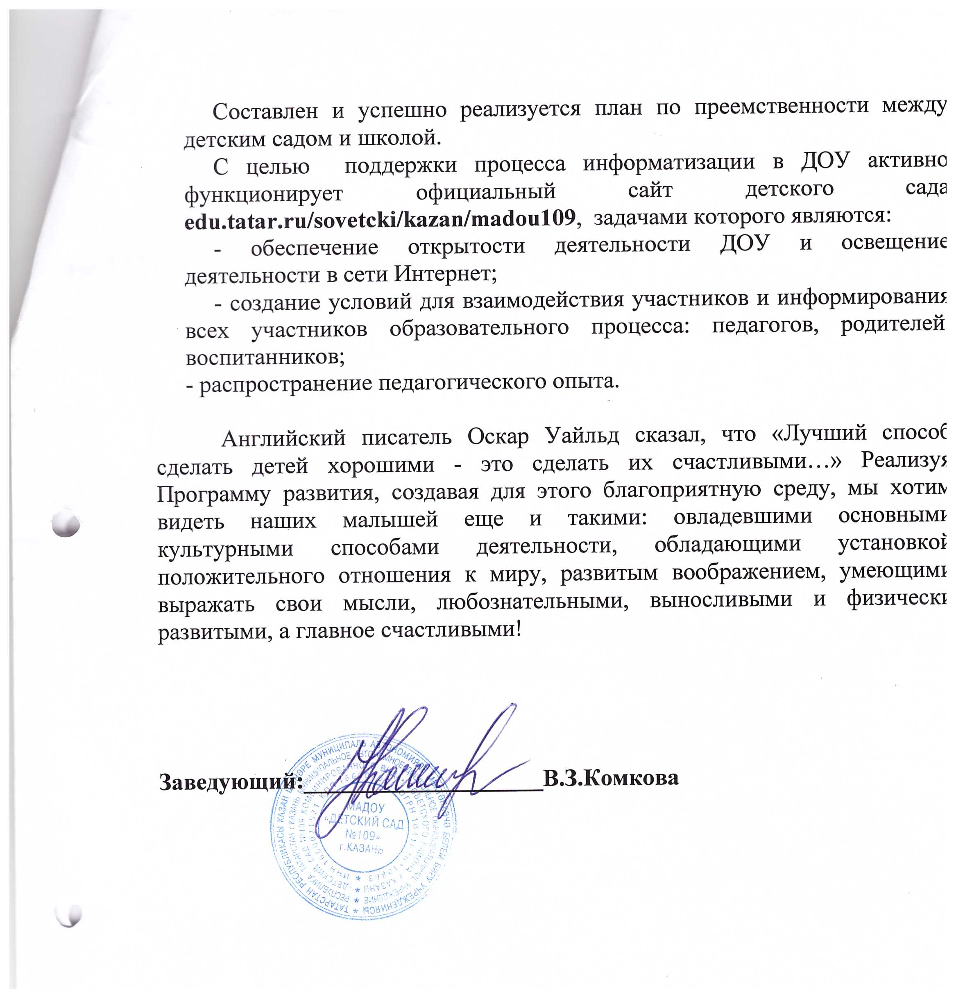 Составлен и успешно реализуется план по преемственности между
детским садом и школой.
С целью поддержки процесса информатизации в ДОУ активно
функционирует официальный сайт детского сада
edu.tatar.ru/sovetcki/kazan/madou109, задачами которого являются:
- обеспечение открытости деятельности ДОУ и освещение
деятельности в сети Интернет;
- создание условий для взаимодействия участников и информирования
всех участников образовательного процесса: педагогов, родителей
воспитанников;
- распространение педагогического опыта.
Английский писатель Оскар Уайльд сказал, что «Лучший способ
сделать детей хорошими - это сделать их счастливыми…» Реализуя
Программу развития, создавая для этого благоприятную среду, мы хотим
видеть наших малышей еще и такими: овладевшими основными
культурными способами деятельности, обладающими установкой
положительного отношения к миру, развитым воображением, умеющими
выражать свои мысли, любознательными, выносливыми и физически
развитыми, а главное счастливыми!
Заведующий: В.З.Комкова
МАДОУ
«ДЕТСКИЙ САД
№109»
г.КАЗАНЬ